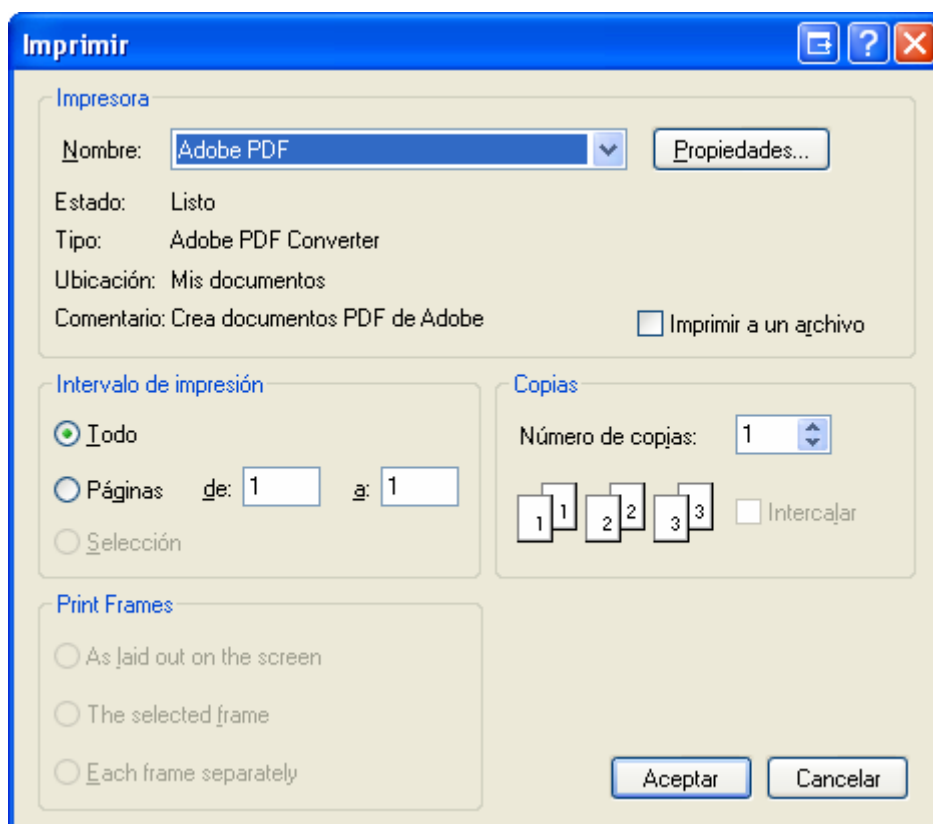 Imprimir
Impresora
Nombre: Adobe PDF Propiedades...
Estado: Listo
Tipo: Adobe PDF Converter
Ubicación: Mis documentos
Comentario: Crea documentos PDF de Adobe
Imprimir a un archivo
Intervalo de impresión
Todo
Páginas de: 1 a: 1
Selección
Copias
Número de copias: 1
1 1 2 2 3 3 Intercalar
Print Frames
As laid out on the screen
The selected frame
Each frame separately
Aceptar Cancelar